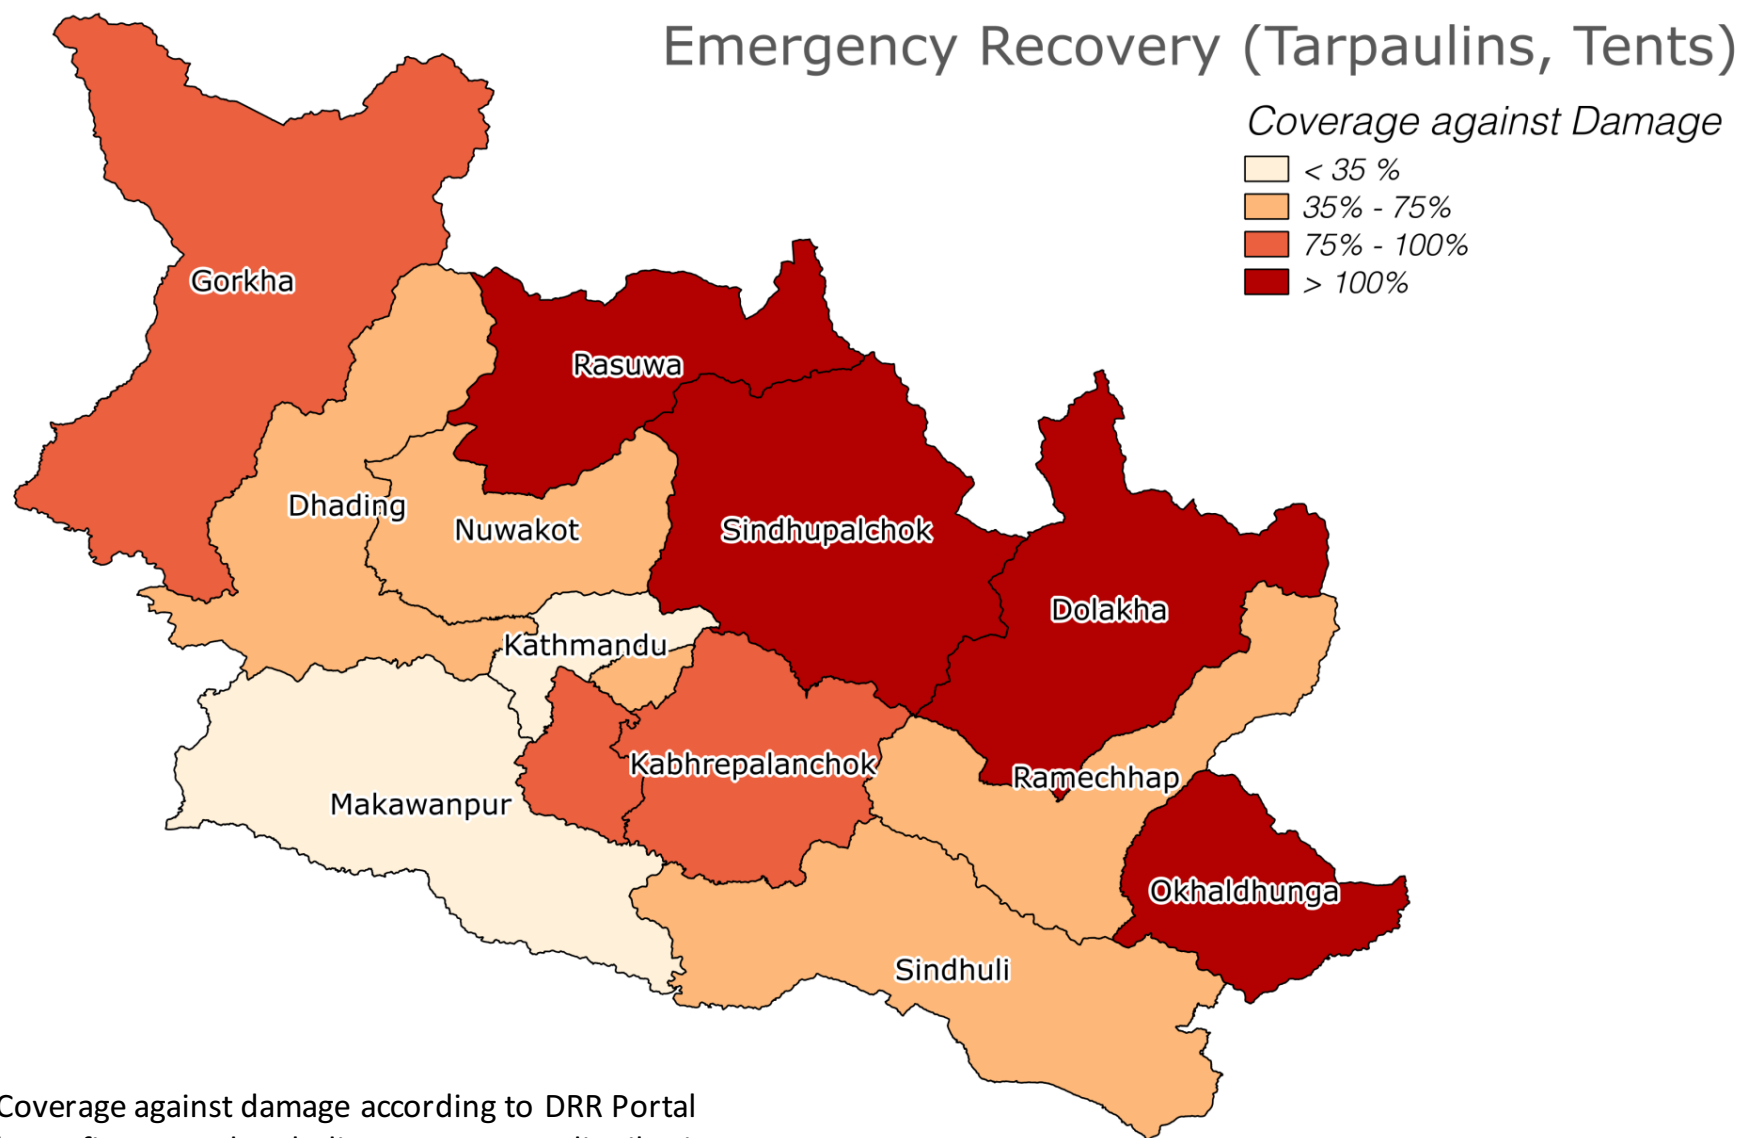 Emergency Recovery (Tarpaulins, Tents)
Coverage against Damage
< 35 %
35% - 75%
75% - 100%
> 100%
Gorkha
Rasuwa
Dhading
Nuwakot
Sindhupalchok
Dolakha
Kathmandu
Kabhrepalanchok
Ramechhap
Makawanpur
Okhaldhunga
Sindhuli
Coverage against damage according to DRR Portal